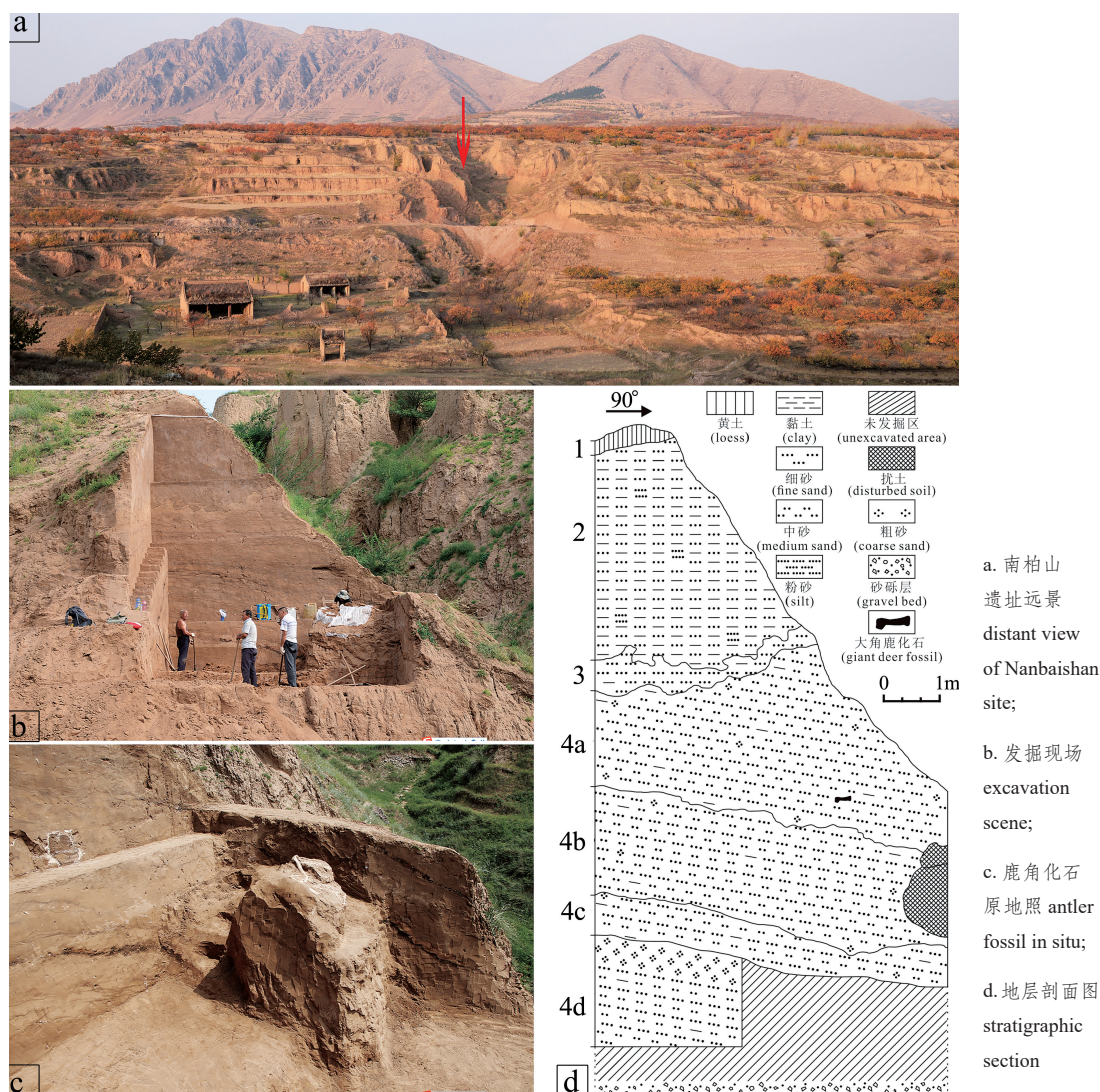 a
b
c
d
90°
1
2
3
4a
4b
4c
4d
黄土
(loess)
黏土
(clay)
未发掘区
(unexcavated area)
细砂
(fine sand)
扰土
(disturbed soil)
中砂
(medium sand)
粗砂
(coarse sand)
粉砂
(silt)
砂砾层
(gravel bed)
大角鹿化石
(giant deer fossil)
0 1m
a. 南柏山
遗址远景
distant view
of Nanbaishan
site;
b. 发掘现场
excavation
scene;
c. 鹿角化石
原地照 antler
fossil in situ;
d. 地层剖面图
stratigraphic
section